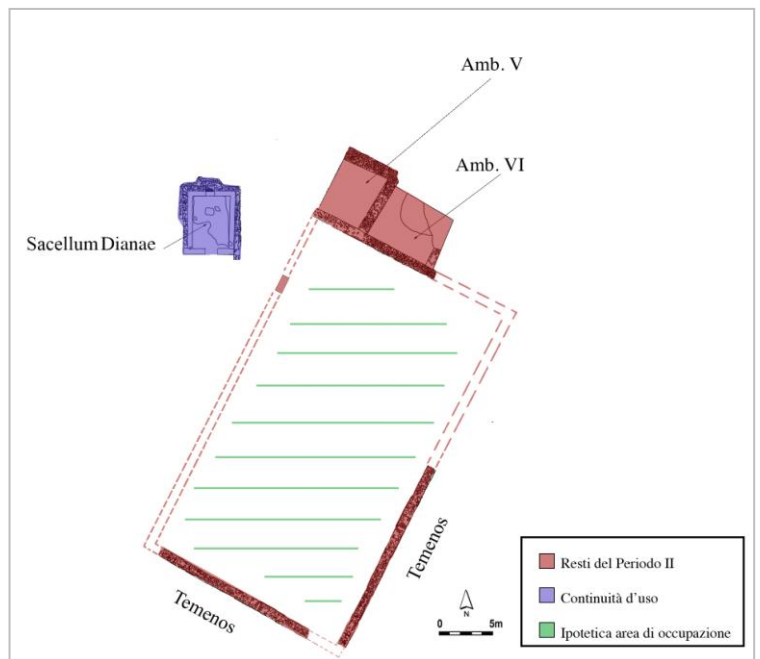 Amb. V
Amb. VI
Sacellum Dianae
Temenos
Temenos
Resti del Periodo II
Continuità d'uso
Ipotetica area di occupazione
N
0 5m